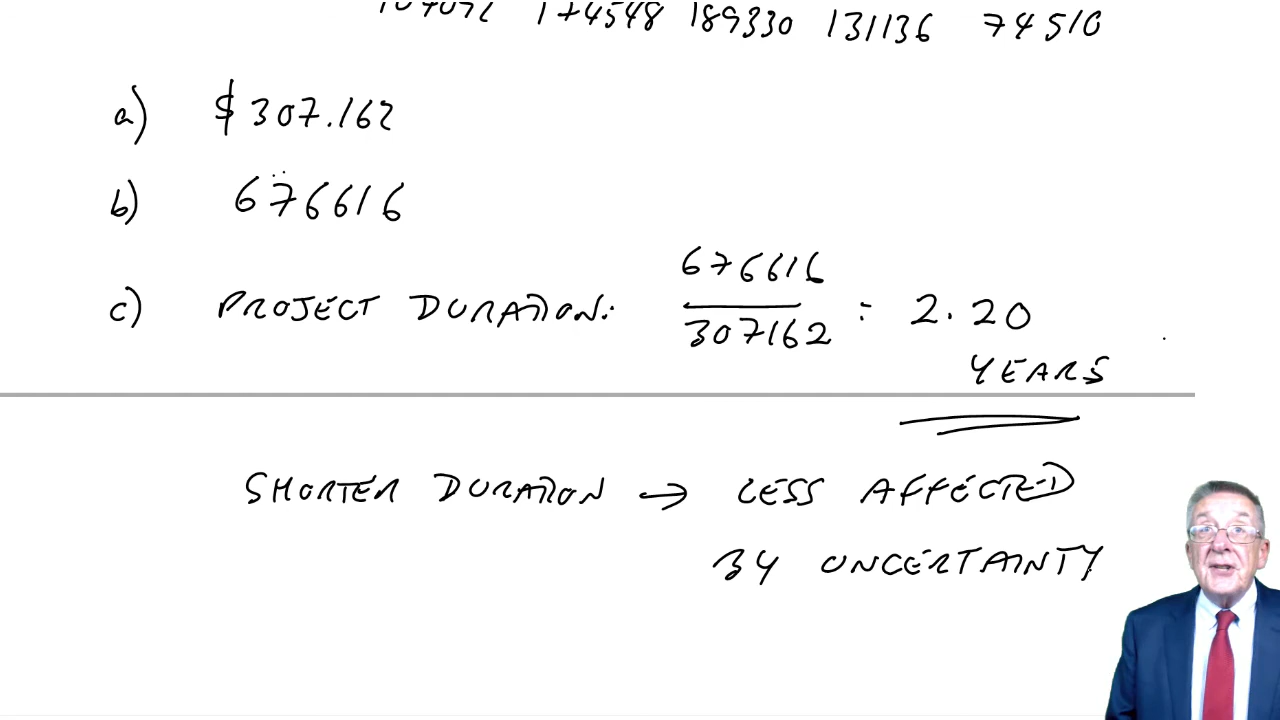 107092 174548 189330 131136 74510
a) $307.162
b) 676616
c) PROJECT DURATION: 676616
307162 : 2.20
YEARS
SHORTER DURATION → LESS AFFECTED
BY UNCERTAINTY